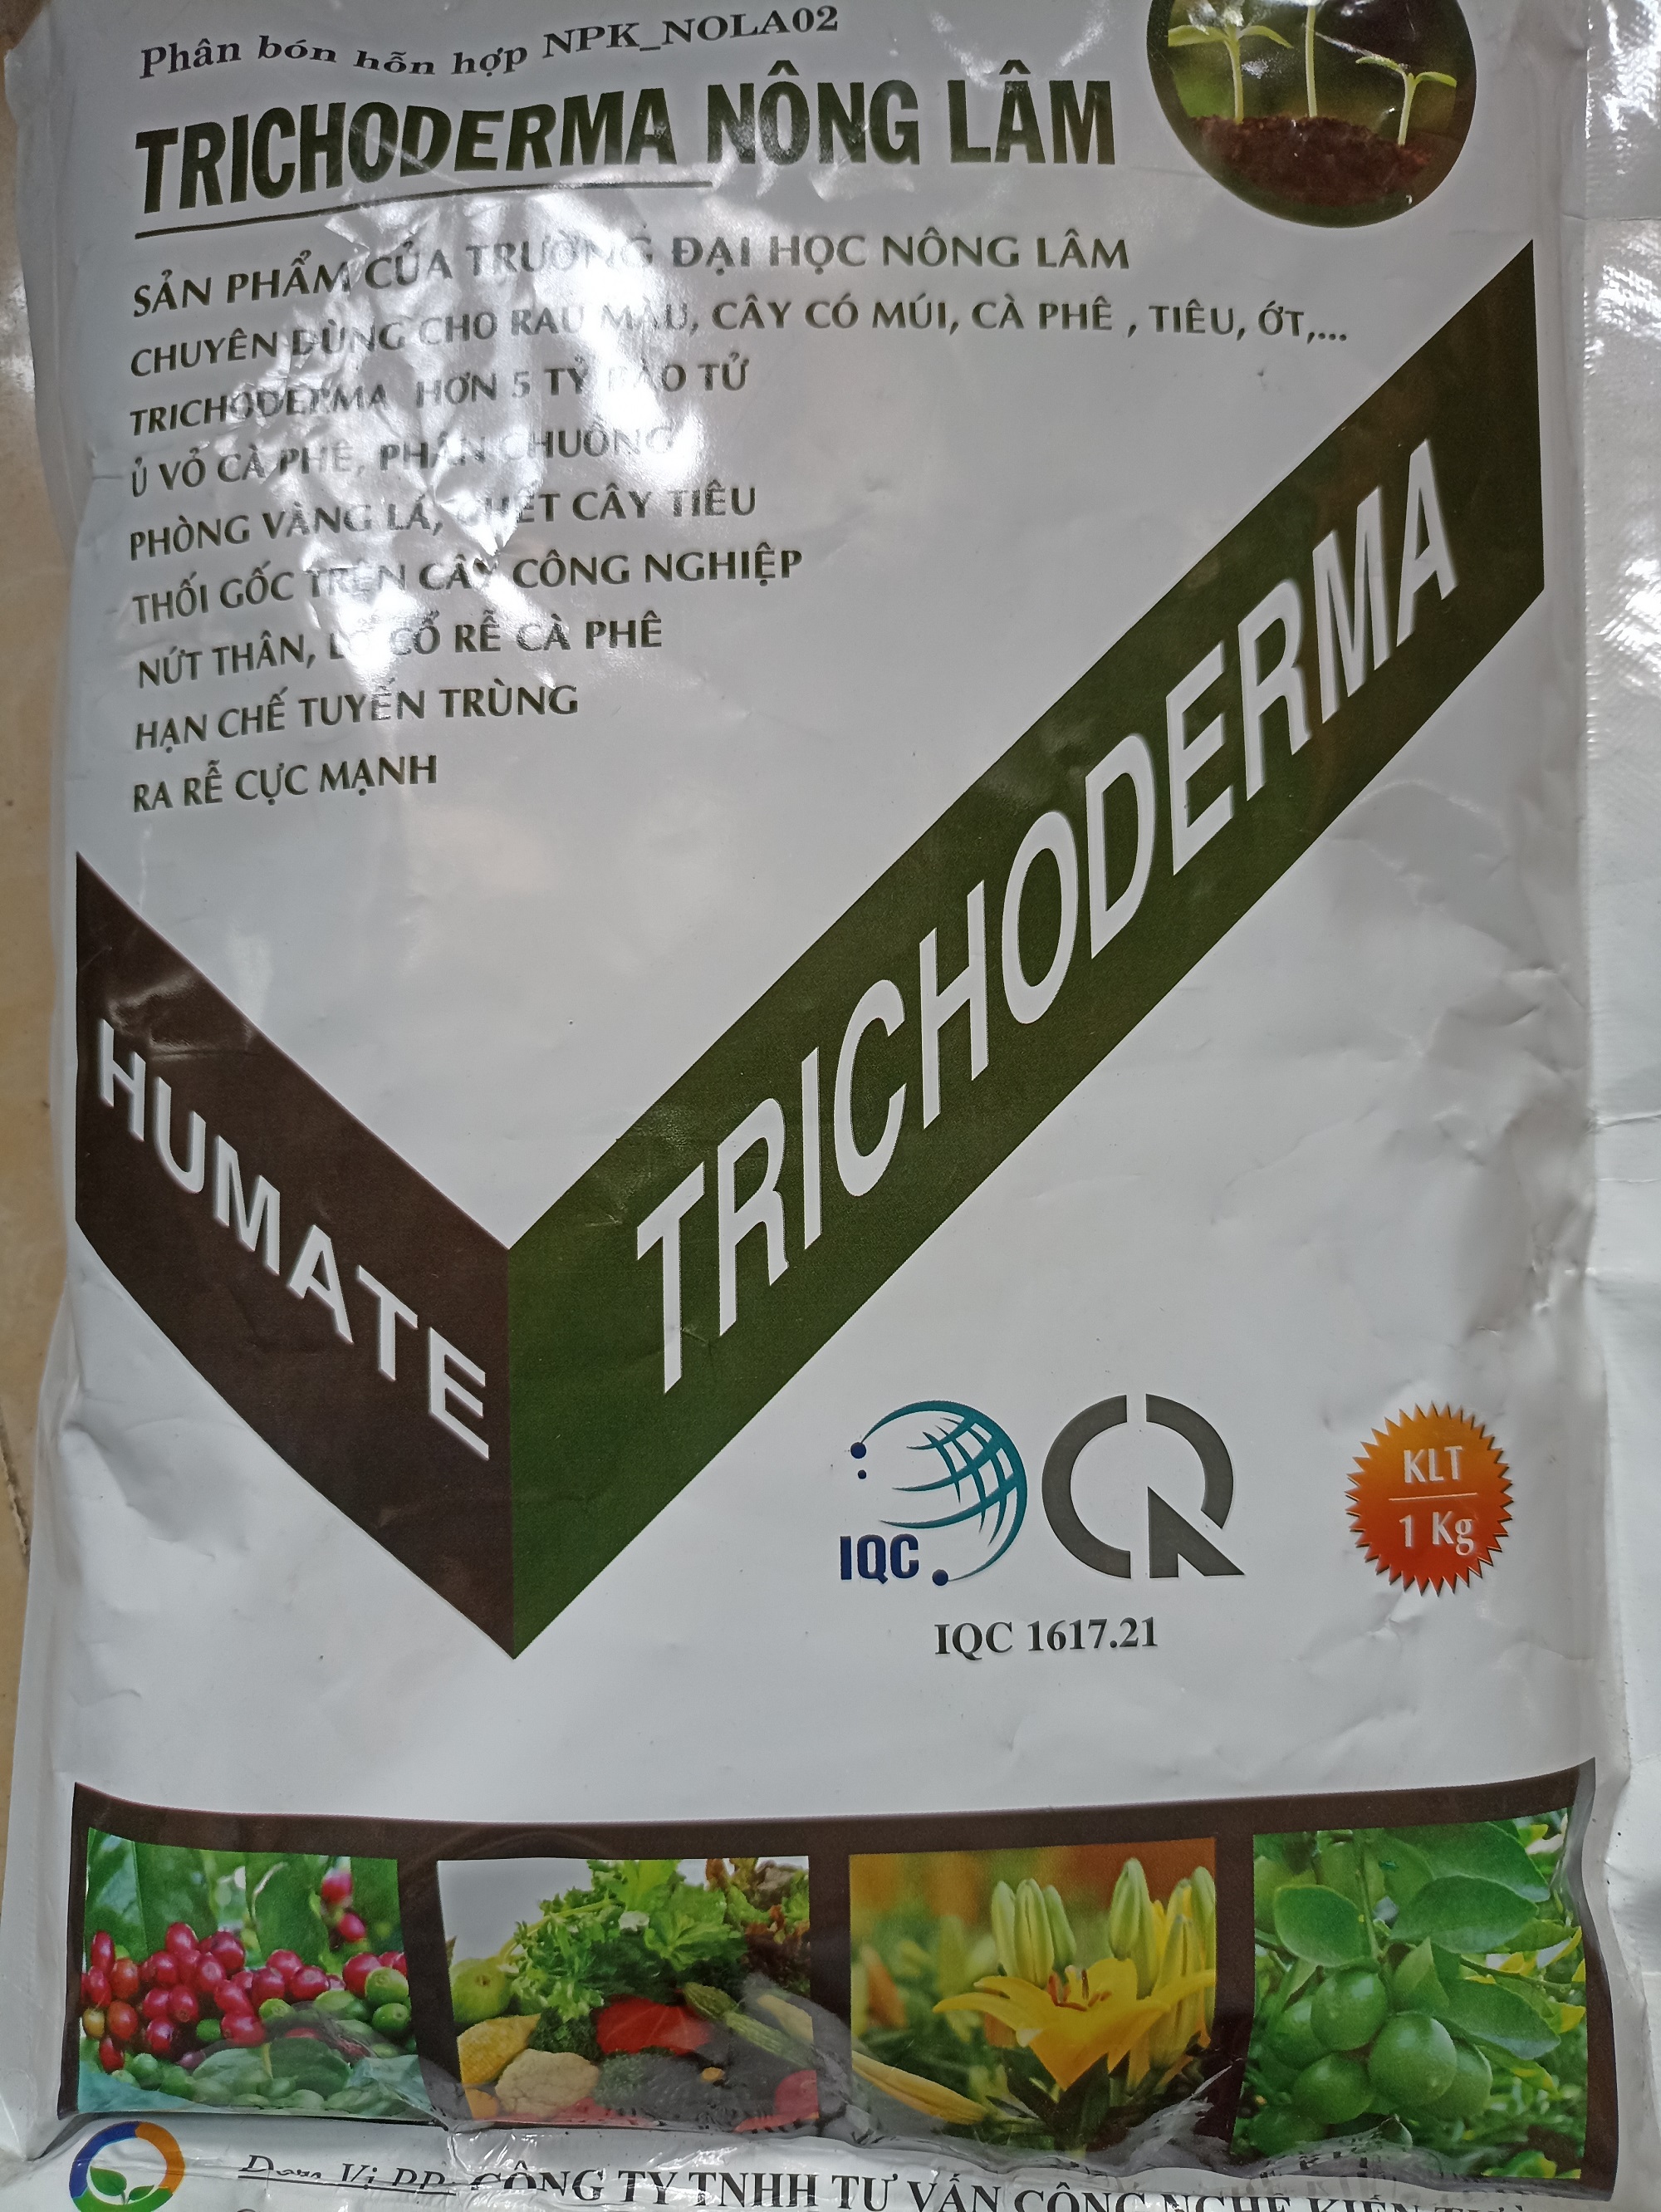 Phân bón hỗn hợp NPK_NOLA02
TRICHODERMA NÔNG LÂM
SẢN PHẨM CỦA TRƯỜNG ĐẠI HỌC NÔNG LÂM
CHUYÊN DÙNG CHO RAU MÀU, CÂY CÓ MÚI, CÀ PHÊ , TIÊU, ỚT,...
TRICHODERMA HƠN 5 TỶ BÀO TỬ
Ủ VỎ CÀ PHÊ, PHÂN CHUỒNG
PHÒNG VÀNG LÁ, CHẾT CÂY TIÊU
THỐI GỐC TRÊN CÂY CÔNG NGHIỆP
NỨT THÂN, CỔ RỄ CÀ PHÊ
HẠN CHẾ TUYẾN TRÙNG
RA RỄ CỰC MẠNH
HUMATE
TRICHODERMA
IQC
KLT
1 Kg
IQC 1617.21
Đơn Vị PP: CÔNG TY TNHH TƯ VẤN CÔNG NGHỆ